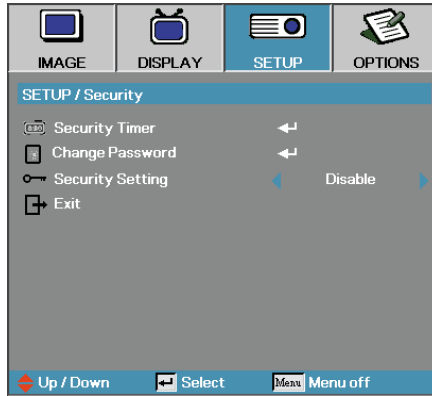 IMAGE DISPLAY SETUP OPTIONS
SETUP / Security
Security Timer
Change Password
Security Setting Disable
Exit
Up / Down Select Menu Menu off